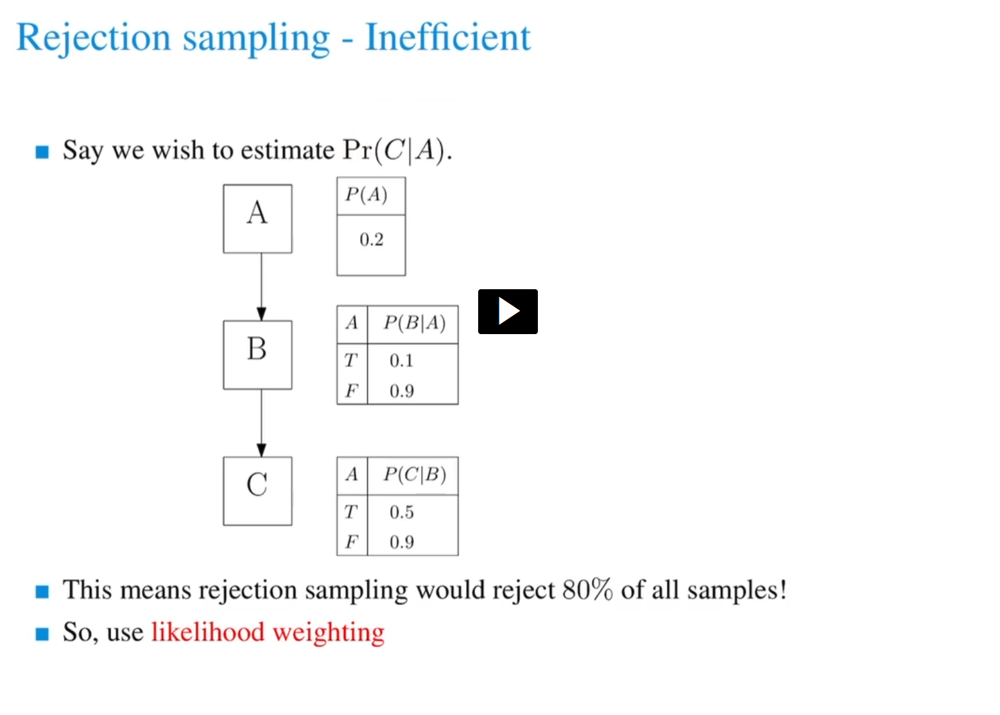 Rejection sampling - Inefficient
Say we wish to estimate Pr(C|A).
A
P(A)
0.2
B
A P(B|A)
T 0.1
F 0.9
C
A P(C|B)
T 0.5
F 0.9
This means rejection sampling would reject 80% of all samples!
So, use likelihood weighting